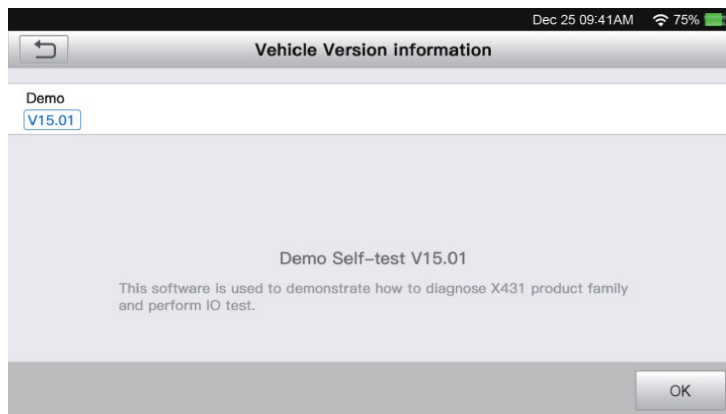 Dec 25 09:41AM 75%
Vehicle Version information
Demo
V15.01
Demo Self-test V15.01
This software is used to demonstrate how to diagnose X431 product family
and perform IO test.
OK